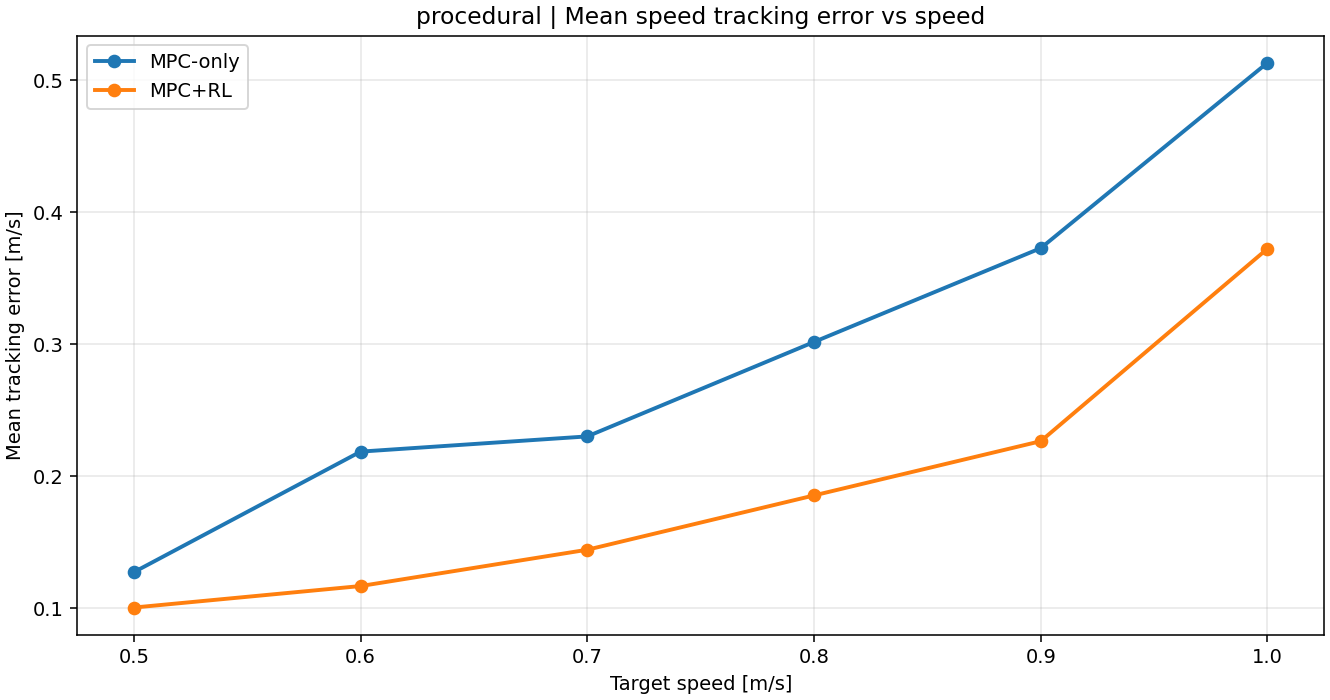 procedural | Mean speed tracking error vs speed
MPC-only
MPC+RL
0.5
0.4
0.3
0.2
0.1
Mean tracking error [m/s]
0.5 0.6 0.7 0.8 0.9 1.0
Target speed [m/s]